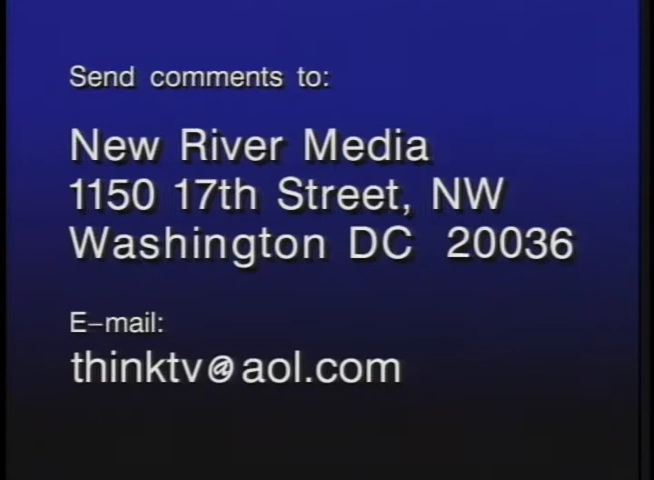 Send comments to:
New River Media
1150 17th Street, NW
Washington DC 20036
E-mail:
thinktv@aol.com